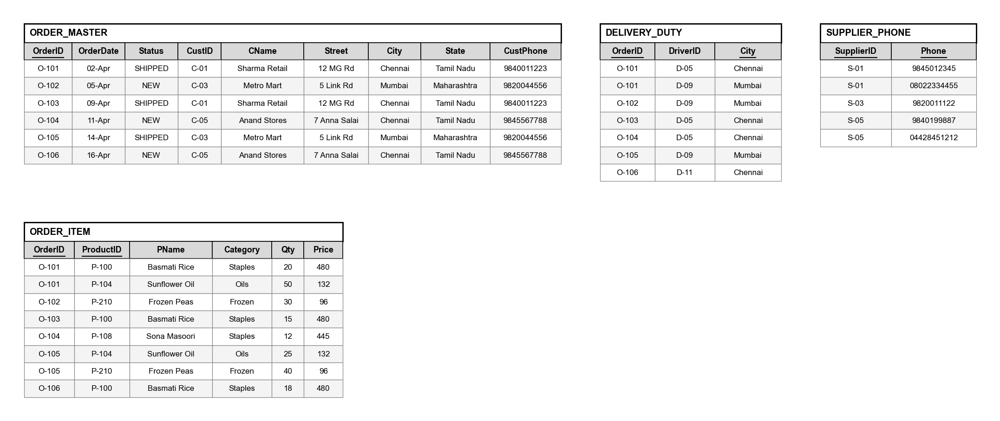 ORDER_MASTER
OrderID OrderDate Status CustID CName Street City State CustPhone
O-101 02-Apr SHIPPED C-01 Sharma Retail 12 MG Rd Chennai Tamil Nadu 9840011223
O-102 05-Apr NEW C-03 Metro Mart 5 Link Rd Mumbai Maharashtra 9820044556
O-103 09-Apr SHIPPED C-01 Sharma Retail 12 MG Rd Chennai Tamil Nadu 9840011223
O-104 11-Apr NEW C-05 Anand Stores 7 Anna Salai Chennai Tamil Nadu 9845567788
O-105 14-Apr SHIPPED C-03 Metro Mart 5 Link Rd Mumbai Maharashtra 9820044556
O-106 16-Apr NEW C-05 Anand Stores 7 Anna Salai Chennai Tamil Nadu 9845567788
DELIVERY_DUTY
OrderID DriverID City
O-101 D-05 Chennai
O-101 D-09 Mumbai
O-102 D-09 Mumbai
O-103 D-05 Chennai
O-104 D-05 Chennai
O-105 D-09 Mumbai
O-106 D-11 Chennai
SUPPLIER_PHONE
SupplierID Phone
S-01 9845012345
S-01 08022334455
S-03 9820011122
S-05 9840199887
S-05 04428451212
ORDER_ITEM
OrderID ProductID PName Category Qty Price
O-101 P-100 Basmati Rice Staples 20 480
O-101 P-104 Sunflower Oil Oils 50 132
O-102 P-210 Frozen Peas Frozen 30 96
O-103 P-100 Basmati Rice Staples 15 480
O-104 P-108 Sona Masoori Staples 12 445
O-105 P-104 Sunflower Oil Oils 25 132
O-105 P-210 Frozen Peas Frozen 40 96
O-106 P-100 Basmati Rice Staples 18 480